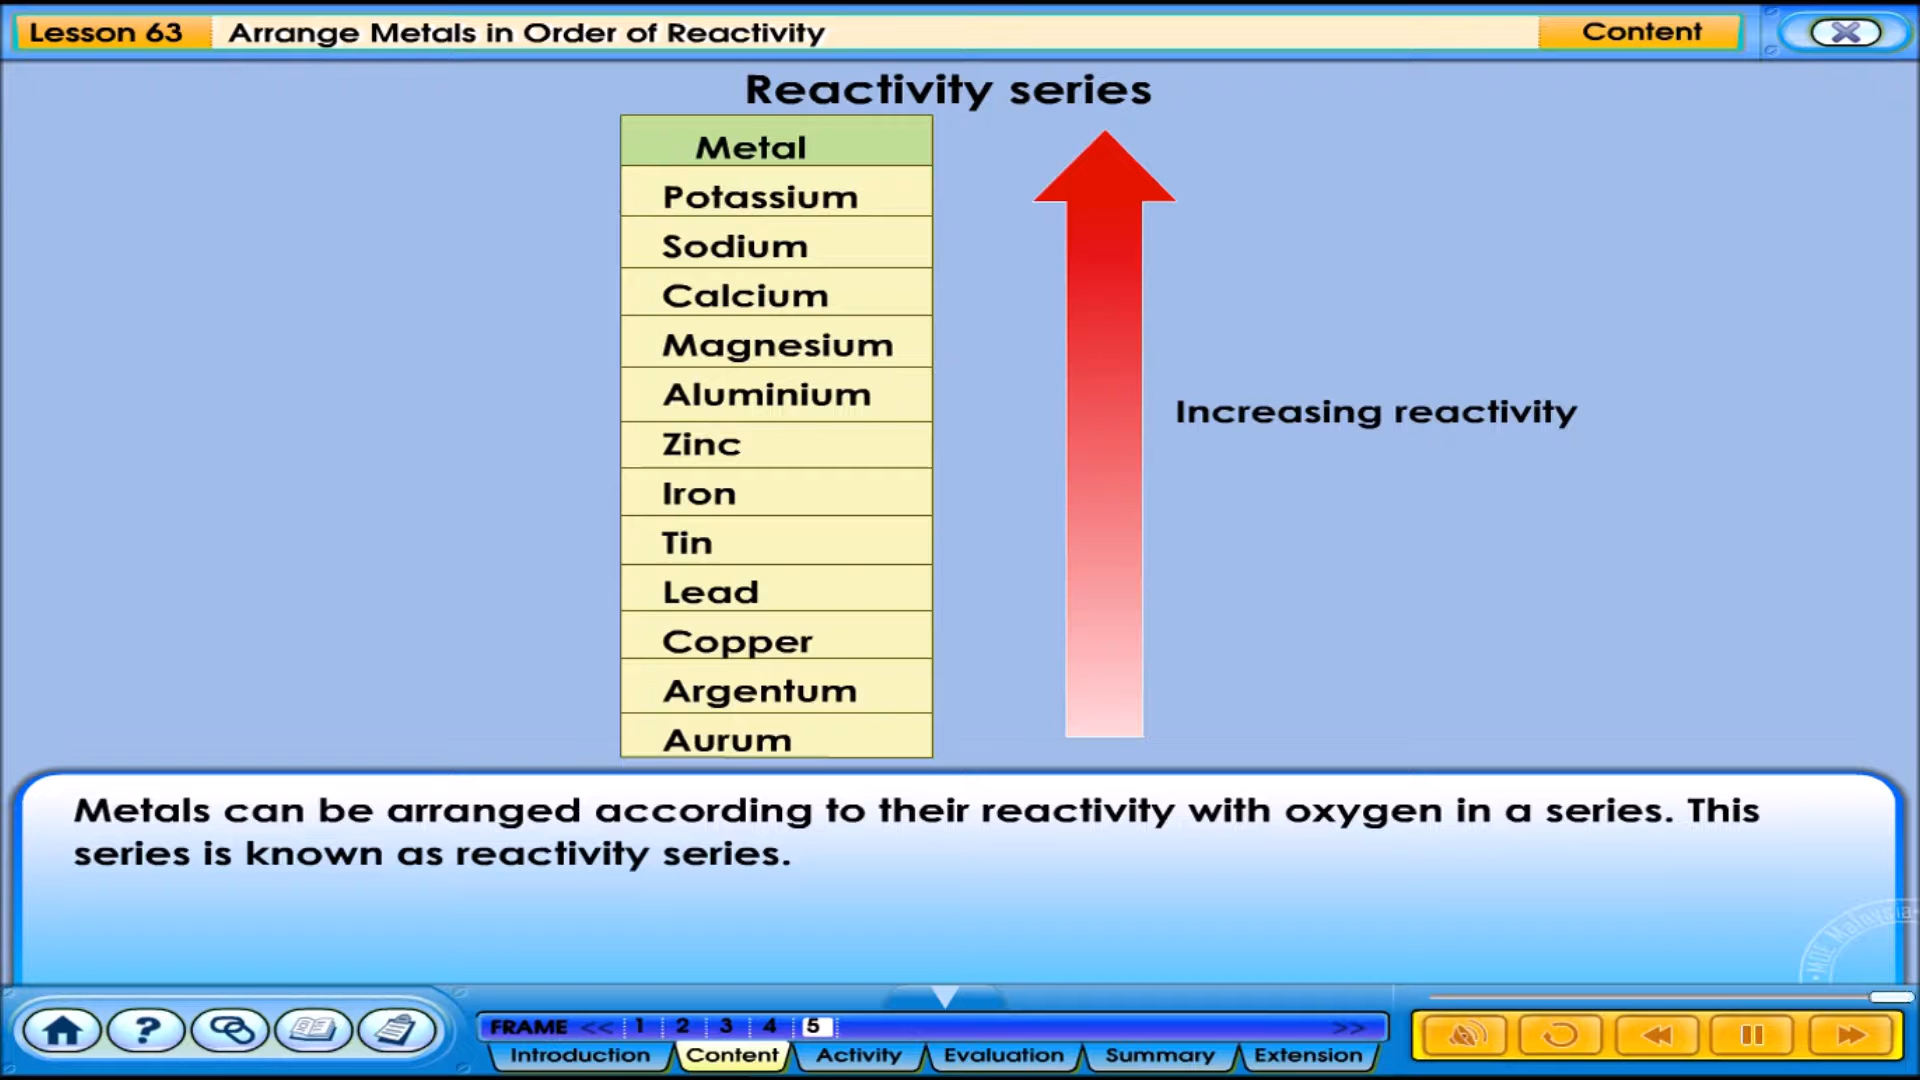 Lesson 63
Arrange Metals in Order of Reactivity
Content
Reactivity series
Metal
Potassium
Sodium
Calcium
Magnesium
Aluminium
Zinc
Iron
Tin
Lead
Copper
Argentum
Aurum
Increasing reactivity
Metals can be arranged according to their reactivity with oxygen in a series. This
series is known as reactivity series.
MOE Malaysia
FRAME << 1 2 3 4 5 >>
Introduction Content Activity Evaluation Summary Extension